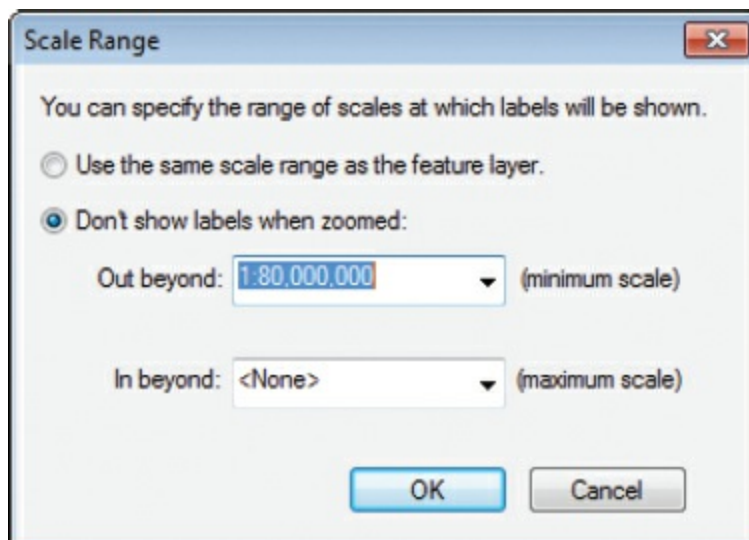 Scale Range
You can specify the range of scales at which labels will be shown.
Use the same scale range as the feature layer.
Don't show labels when zoomed:
Out beyond: 1:80,000,000 (minimum scale)
In beyond: <None> (maximum scale)
OK Cancel